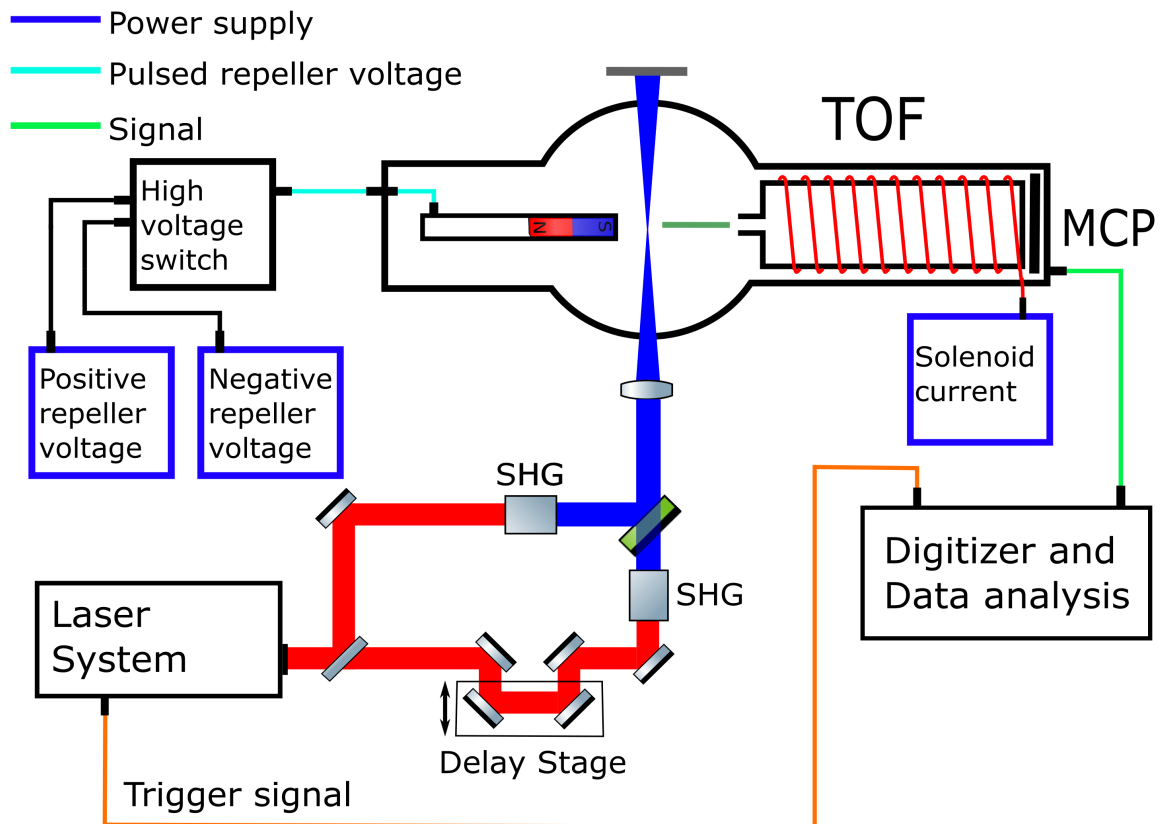 Power supply
Pulsed repeller voltage
Signal
TOF
High
voltage
switch
N
S
MCP
Positive
repeller
voltage
Negative
repeller
voltage
Solenoid
current
SHG
Digitizer and
Data analysis
SHG
Laser
System
Delay Stage
Trigger signal